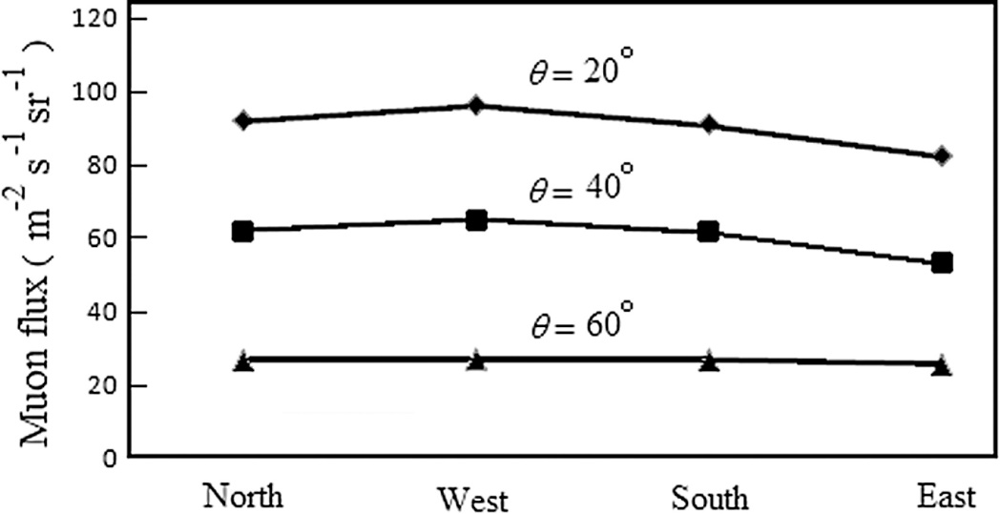 Muon flux ( m⁻² s⁻¹ sr⁻¹ )
120
100
80
60
40
20
0
θ = 20°
θ = 40°
θ = 60°
North West South East